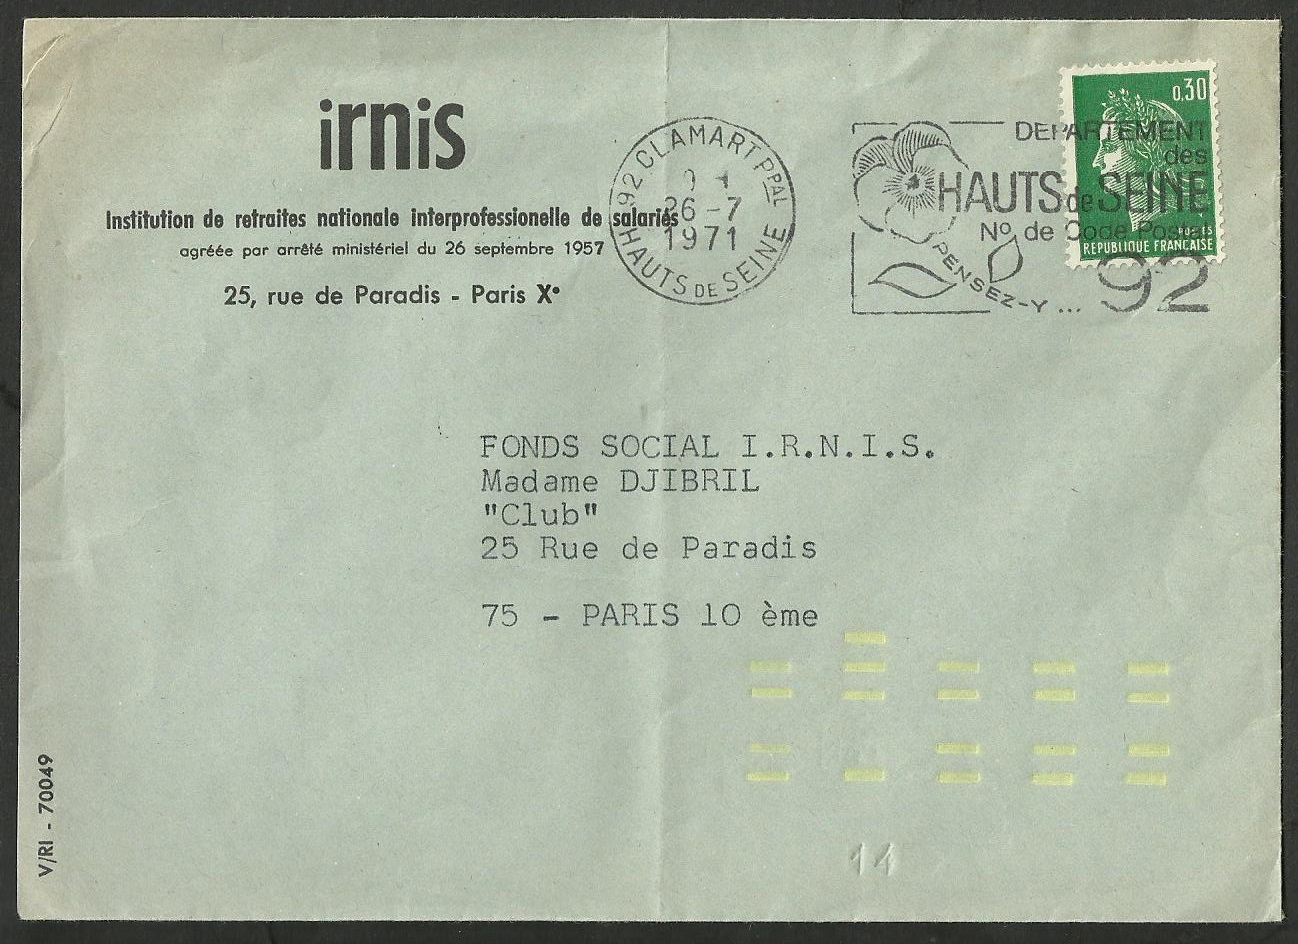 irnis
Institution de retraites nationale interprofessionelle de salariés
agréée par arrêté ministériel du 26 septembre 1957
25, rue de Paradis - Paris X°
92 CLAMART PPAL
26-7
1971
HAUTS DE SEINE
0.30
DEPARTEMENT
des
HAUTS de SEINE
N° de Code Postal
PENSEZ-Y ... 92
POSTES
REPUBLIQUE FRANCAISE
FONDS SOCIAL I.R.N.I.S.
Madame DJIBRIL
"Club"
25 Rue de Paradis
75 - PARIS 10 ème
V/RI - 70049
14